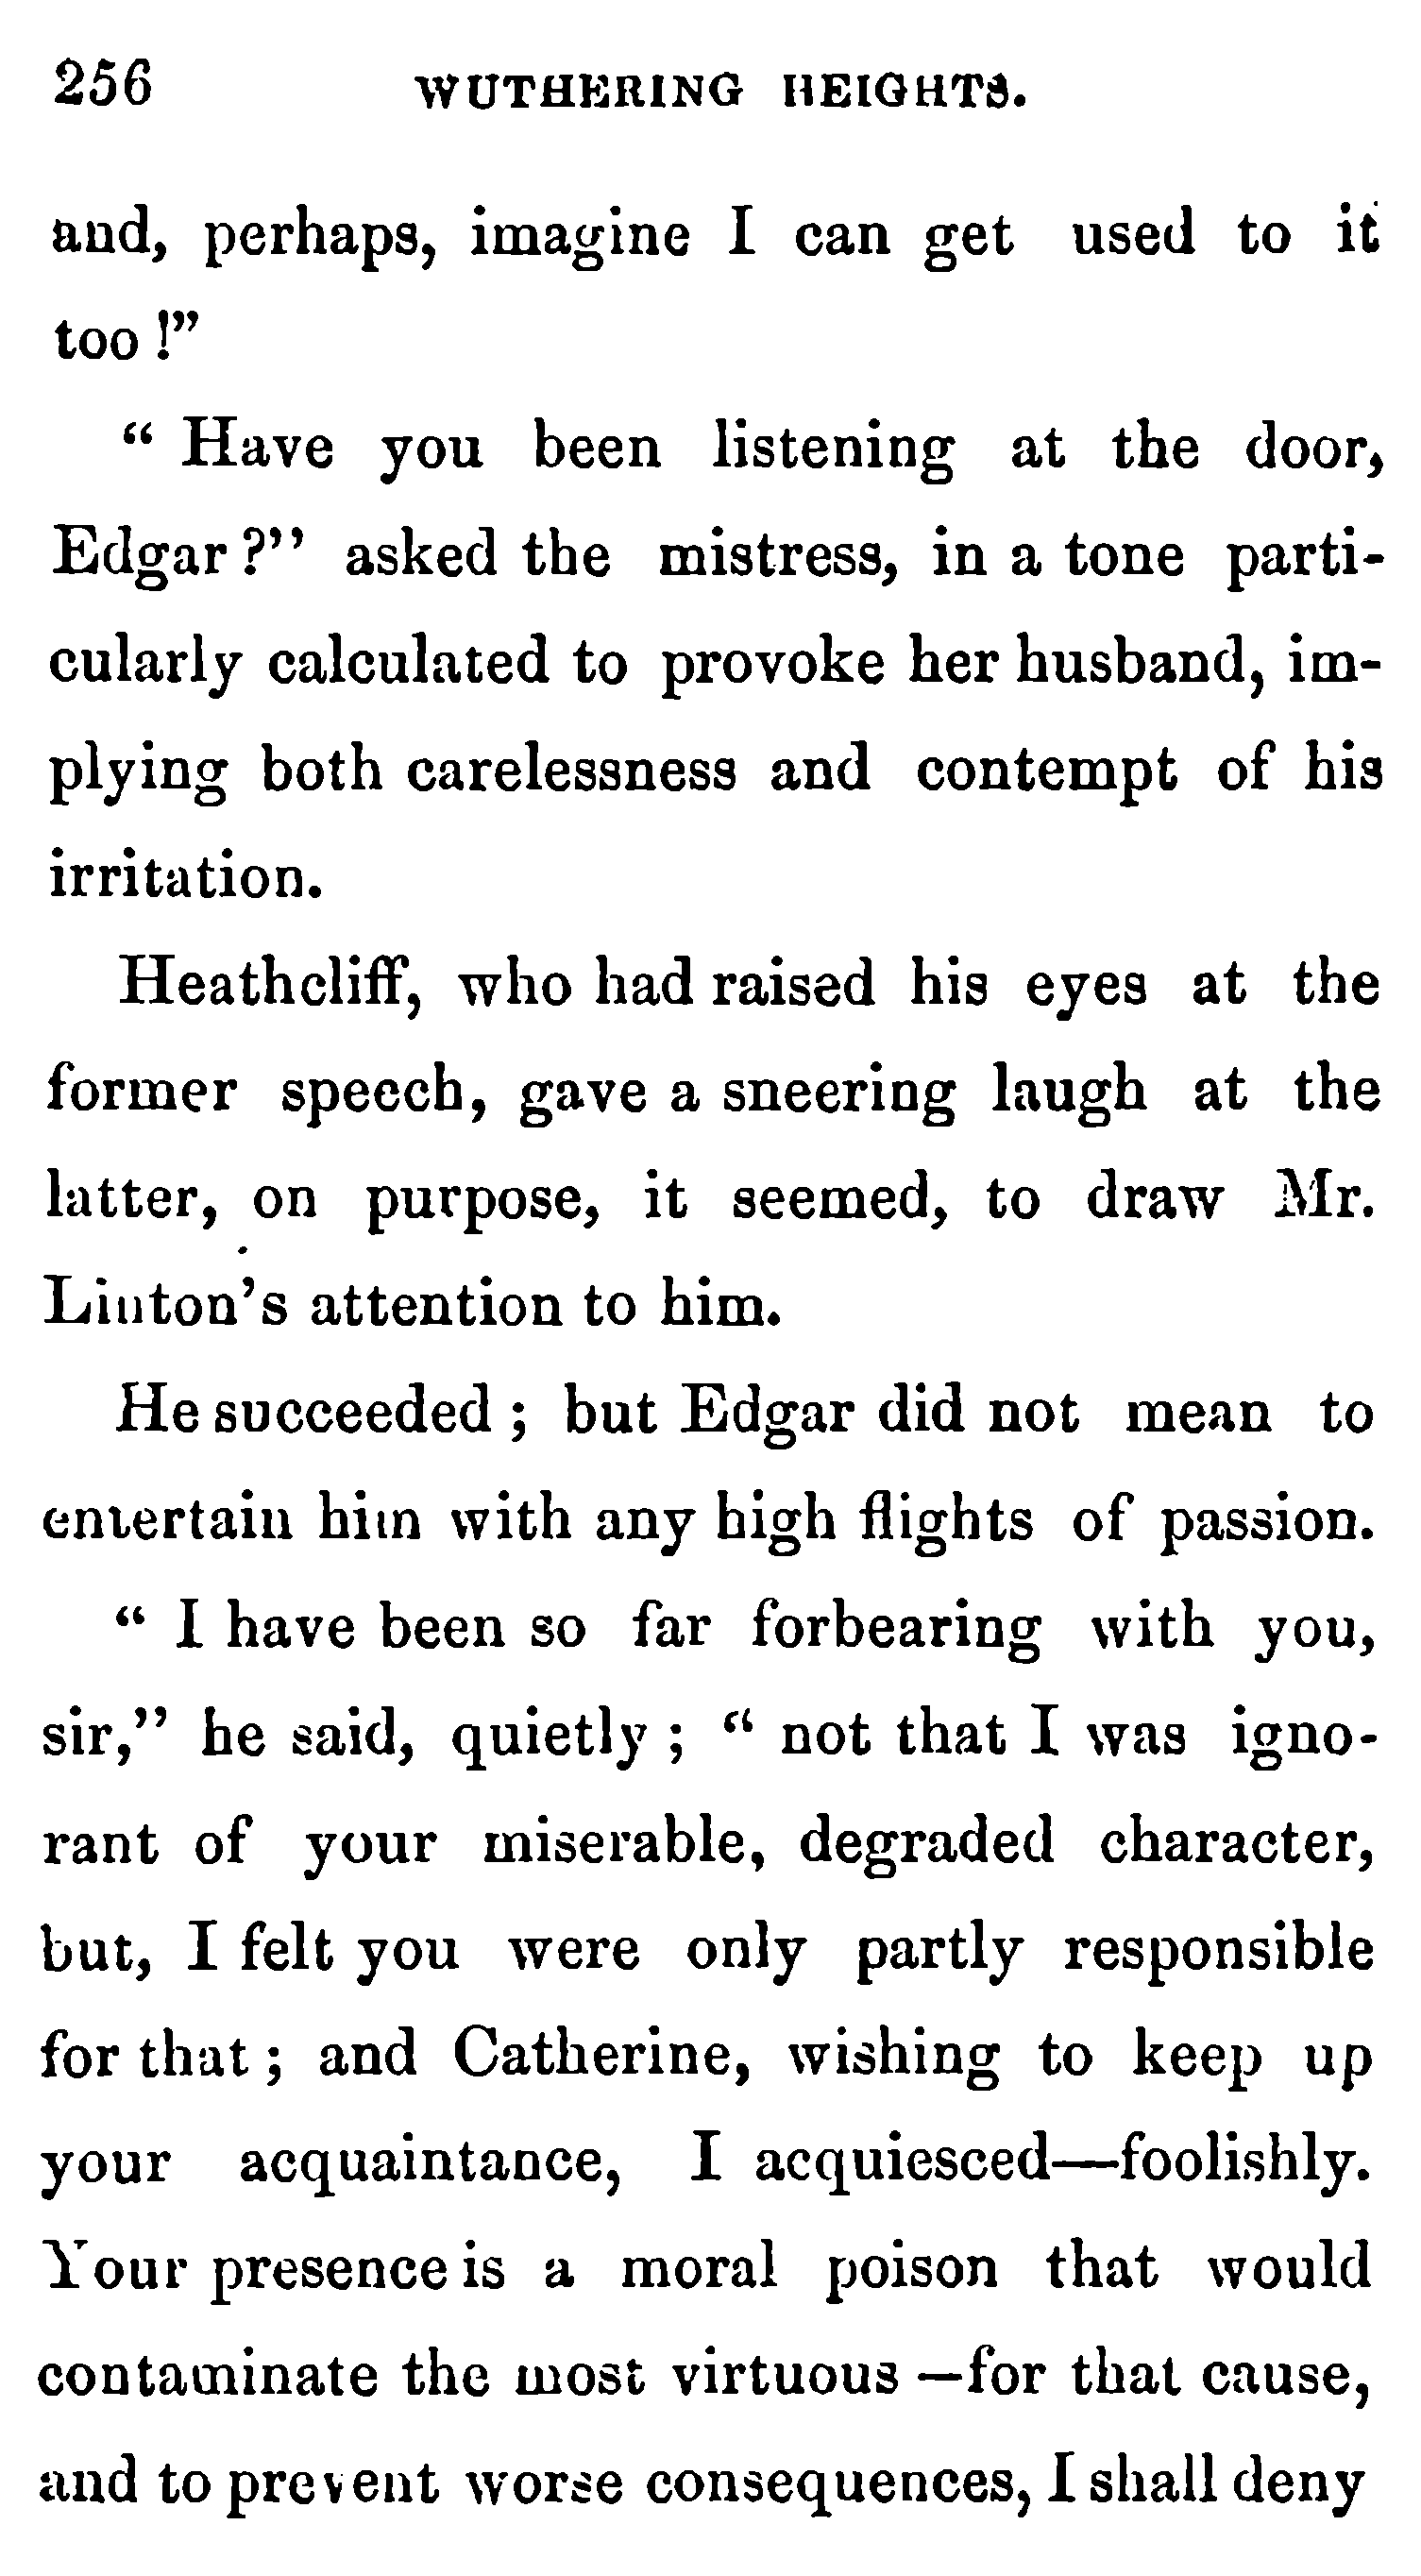 256 WUTHERING HEIGHTS.
and, perhaps, imagine I can get used to it
too !”
“ Have you been listening at the door,
Edgar ?’’ asked the mistress, in a tone parti-
cularly calculated to provoke her husband, im-
plying both carelessness and contempt of his
irritation.
Heathcliff, who had raised his eyes at the
former speech, gave a sneering laugh at the
latter, on purpose, it seemed, to draw Mr.
Linton’s attention to him.
He succeeded ; but Edgar did not mean to
entertain him with any high flights of passion.
“ I have been so far forbearing with you,
sir,’’ he said, quietly ; “ not that I was igno-
rant of your miserable, degraded character,
but, I felt you were only partly responsible
for that ; and Catherine, wishing to keep up
your acquaintance, I acquiesced—foolishly.
Your presence is a moral poison that would
contaminate the most virtuous —for that cause,
and to prevent worse consequences, I shall deny